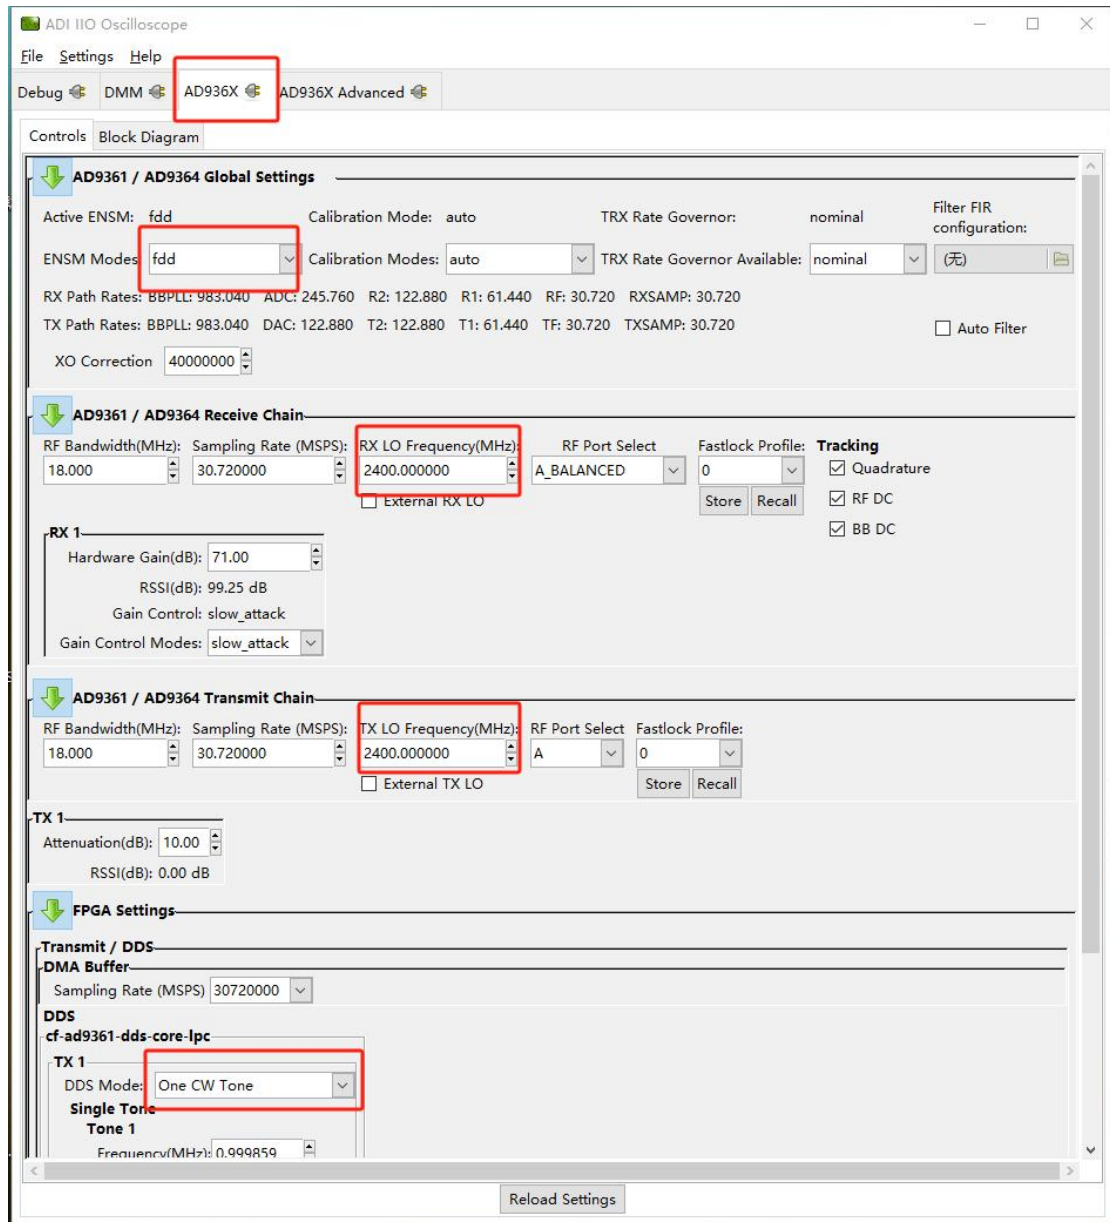 ADI IIO Oscilloscope
File Settings Help
Debug DMM AD936X AD936X Advanced
Controls Block Diagram
AD9361 / AD9364 Global Settings
Active ENSM: fdd Calibration Mode: auto TRX Rate Governor: nominal Filter FIR configuration:
ENSM Modes fdd Calibration Modes: auto TRX Rate Governor Available: nominal (无)
RX Path Rates: BBPLL: 983.040 ADC: 245.760 R2: 122.880 R1: 61.440 RF: 30.720 RXSAMP: 30.720
TX Path Rates: BBPLL: 983.040 DAC: 122.880 T2: 122.880 T1: 61.440 TF: 30.720 TXSAMP: 30.720
Auto Filter
XO Correction 40000000
AD9361 / AD9364 Receive Chain
RF Bandwidth(MHz): Sampling Rate (MSPS): RX LO Frequency(MHz): RF Port Select Fastlock Profile: Tracking
18.000 30.720000 2400.000000 A_BALANCED 0 Quadrature
External RX LO Store Recall RF DC
BB DC
RX 1
Hardware Gain(dB): 71.00
RSSI(dB): 99.25 dB
Gain Control: slow_attack
Gain Control Modes: slow_attack
AD9361 / AD9364 Transmit Chain
RF Bandwidth(MHz): Sampling Rate (MSPS): TX LO Frequency(MHz): RF Port Select Fastlock Profile:
18.000 30.720000 2400.000000 A 0
External TX LO Store Recall
TX 1
Attenuation(dB): 10.00
RSSI(dB): 0.00 dB
FPGA Settings
Transmit / DDS
DMA Buffer
Sampling Rate (MSPS) 30720000
DDS
cf-ad9361-dds-core-lpc
TX 1
DDS Mode: One CW Tone
Single Tone
Tone 1
Frequency(MHz): 0.999859
Reload Settings